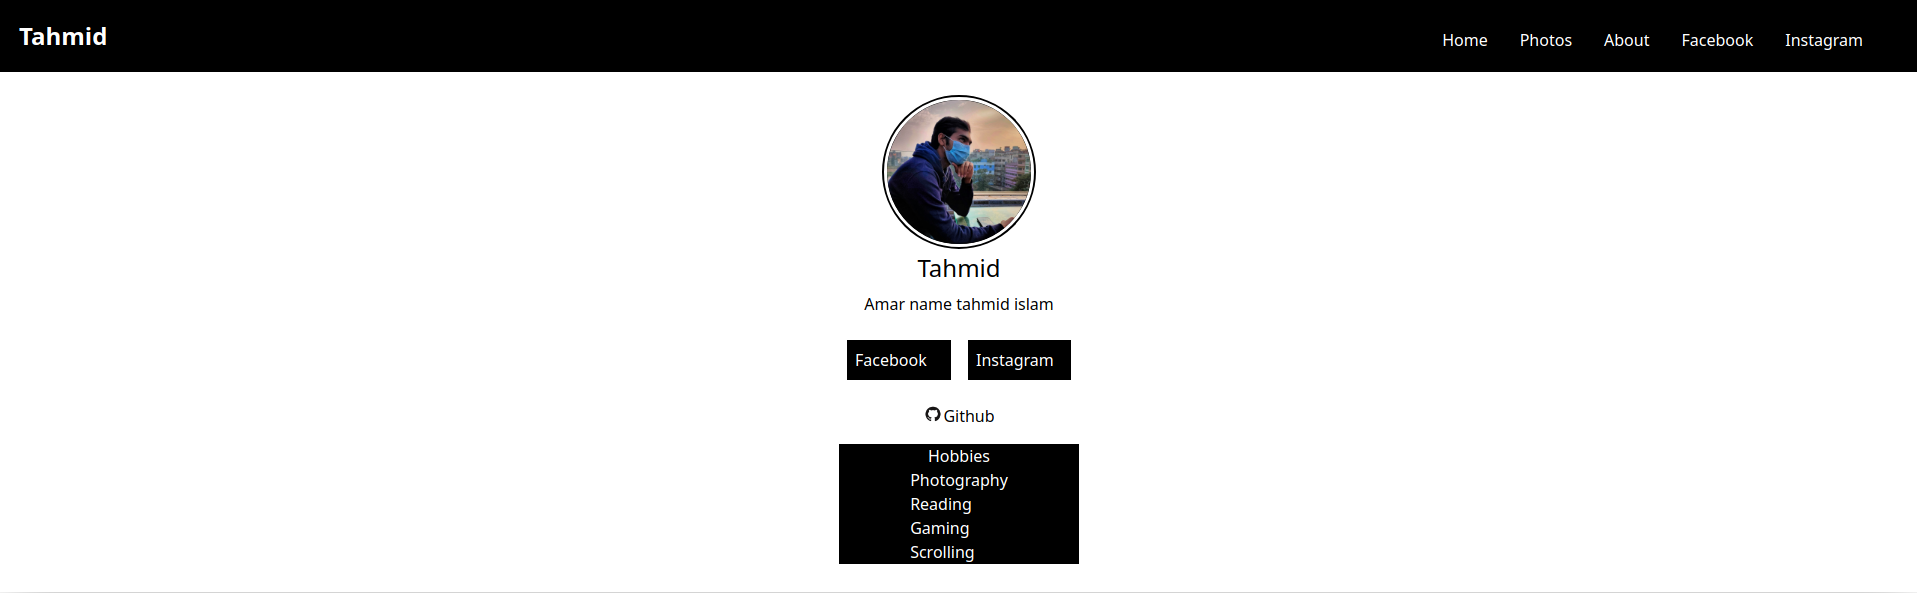 Tahmid
Home Photos About Facebook Instagram
Tahmid
Amar name tahmid islam
Facebook Instagram
Github
Hobbies
Photography
Reading
Gaming
Scrolling